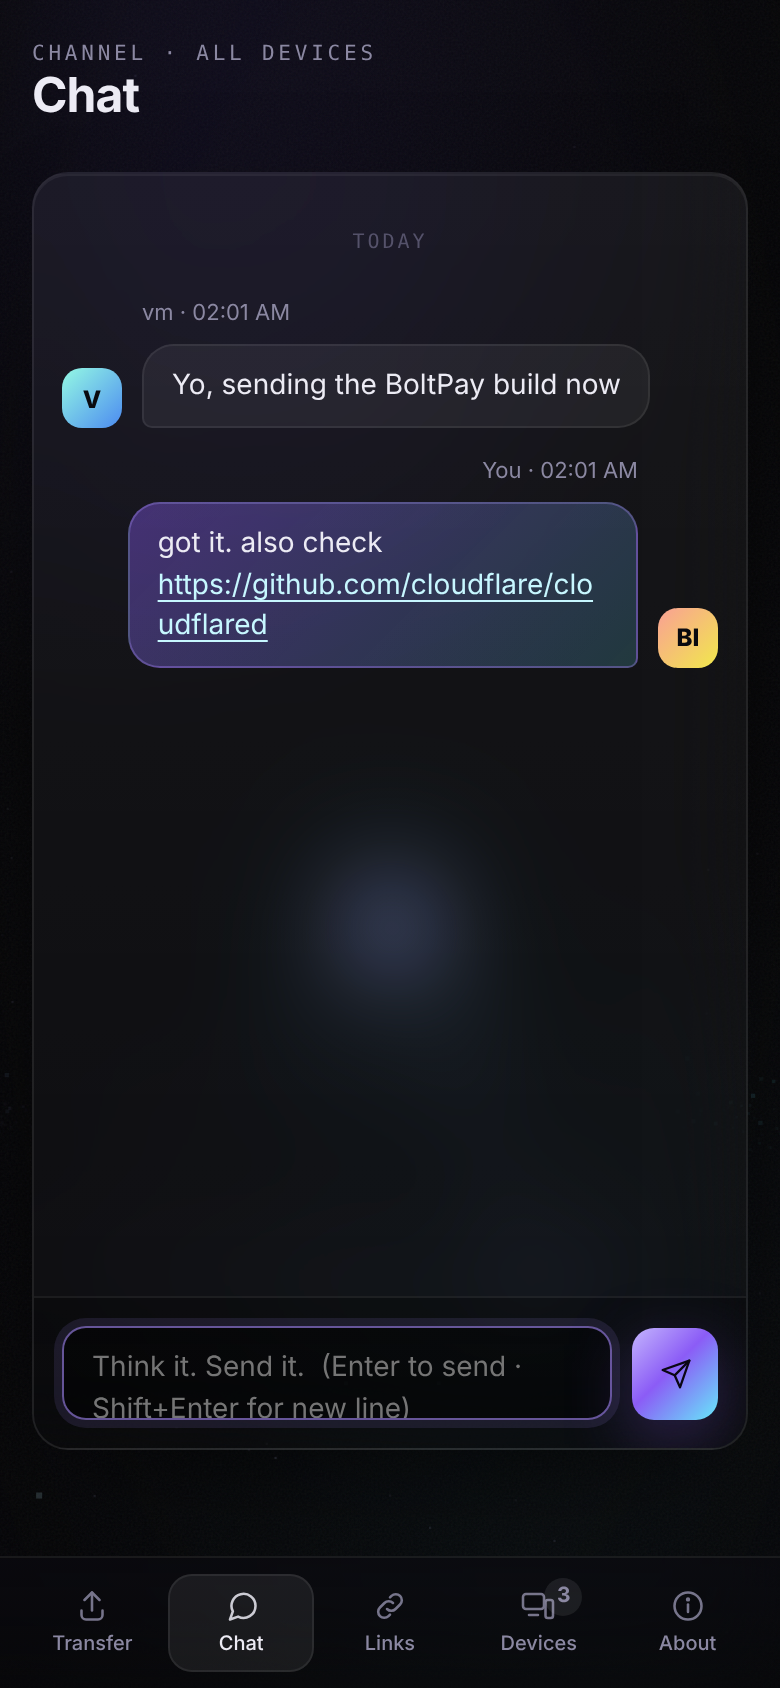 CHANNEL · ALL DEVICES
Chat
TODAY
vm · 02:01 AM
V
Yo, sending the BoltPay build now
You · 02:01 AM
got it. also check
https://github.com/cloudflare/clo
udflared
BI
Think it. Send it.  (Enter to send ·
Shift+Enter for new line)
3
Transfer
Chat
Links
Devices
About